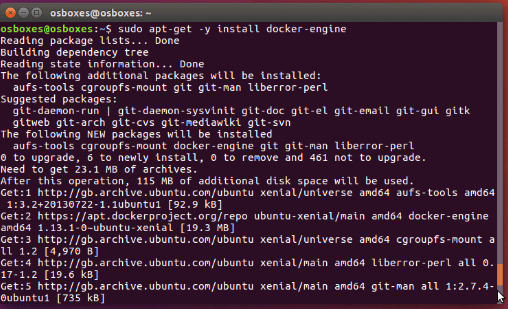 osboxes@osboxes: ~
osboxes@osboxes:~$ sudo apt-get -y install docker-engine
Reading package lists... Done
Building dependency tree
Reading state information... Done
The following additional packages will be installed:
  aufs-tools cgroupfs-mount git git-man liberror-perl
Suggested packages:
  git-daemon-run | git-daemon-sysvinit git-doc git-el git-email git-gui gitk
  gitweb git-arch git-cvs git-mediawiki git-svn
The following NEW packages will be installed
  aufs-tools cgroupfs-mount docker-engine git git-man liberror-perl
0 to upgrade, 6 to newly install, 0 to remove and 461 not to upgrade.
Need to get 23.1 MB of archives.
After this operation, 115 MB of additional disk space will be used.
Get:1 http://gb.archive.ubuntu.com/ubuntu xenial/universe amd64 aufs-tools amd64
 1:3.2+20130722-1.1ubuntu1 [92.9 kB]
Get:2 https://apt.dockerproject.org/repo ubuntu-xenial/main amd64 docker-engine
amd64 1.13.1-0~ubuntu-xenial [19.3 MB]
Get:3 http://gb.archive.ubuntu.com/ubuntu xenial/universe amd64 cgroupfs-mount a
ll 1.2 [4,970 B]
Get:4 http://gb.archive.ubuntu.com/ubuntu xenial/main amd64 liberror-perl all 0.
17-1.2 [19.6 kB]
Get:5 http://gb.archive.ubuntu.com/ubuntu xenial/main amd64 git-man all 1:2.7.4-
0ubuntu1 [735 kB]